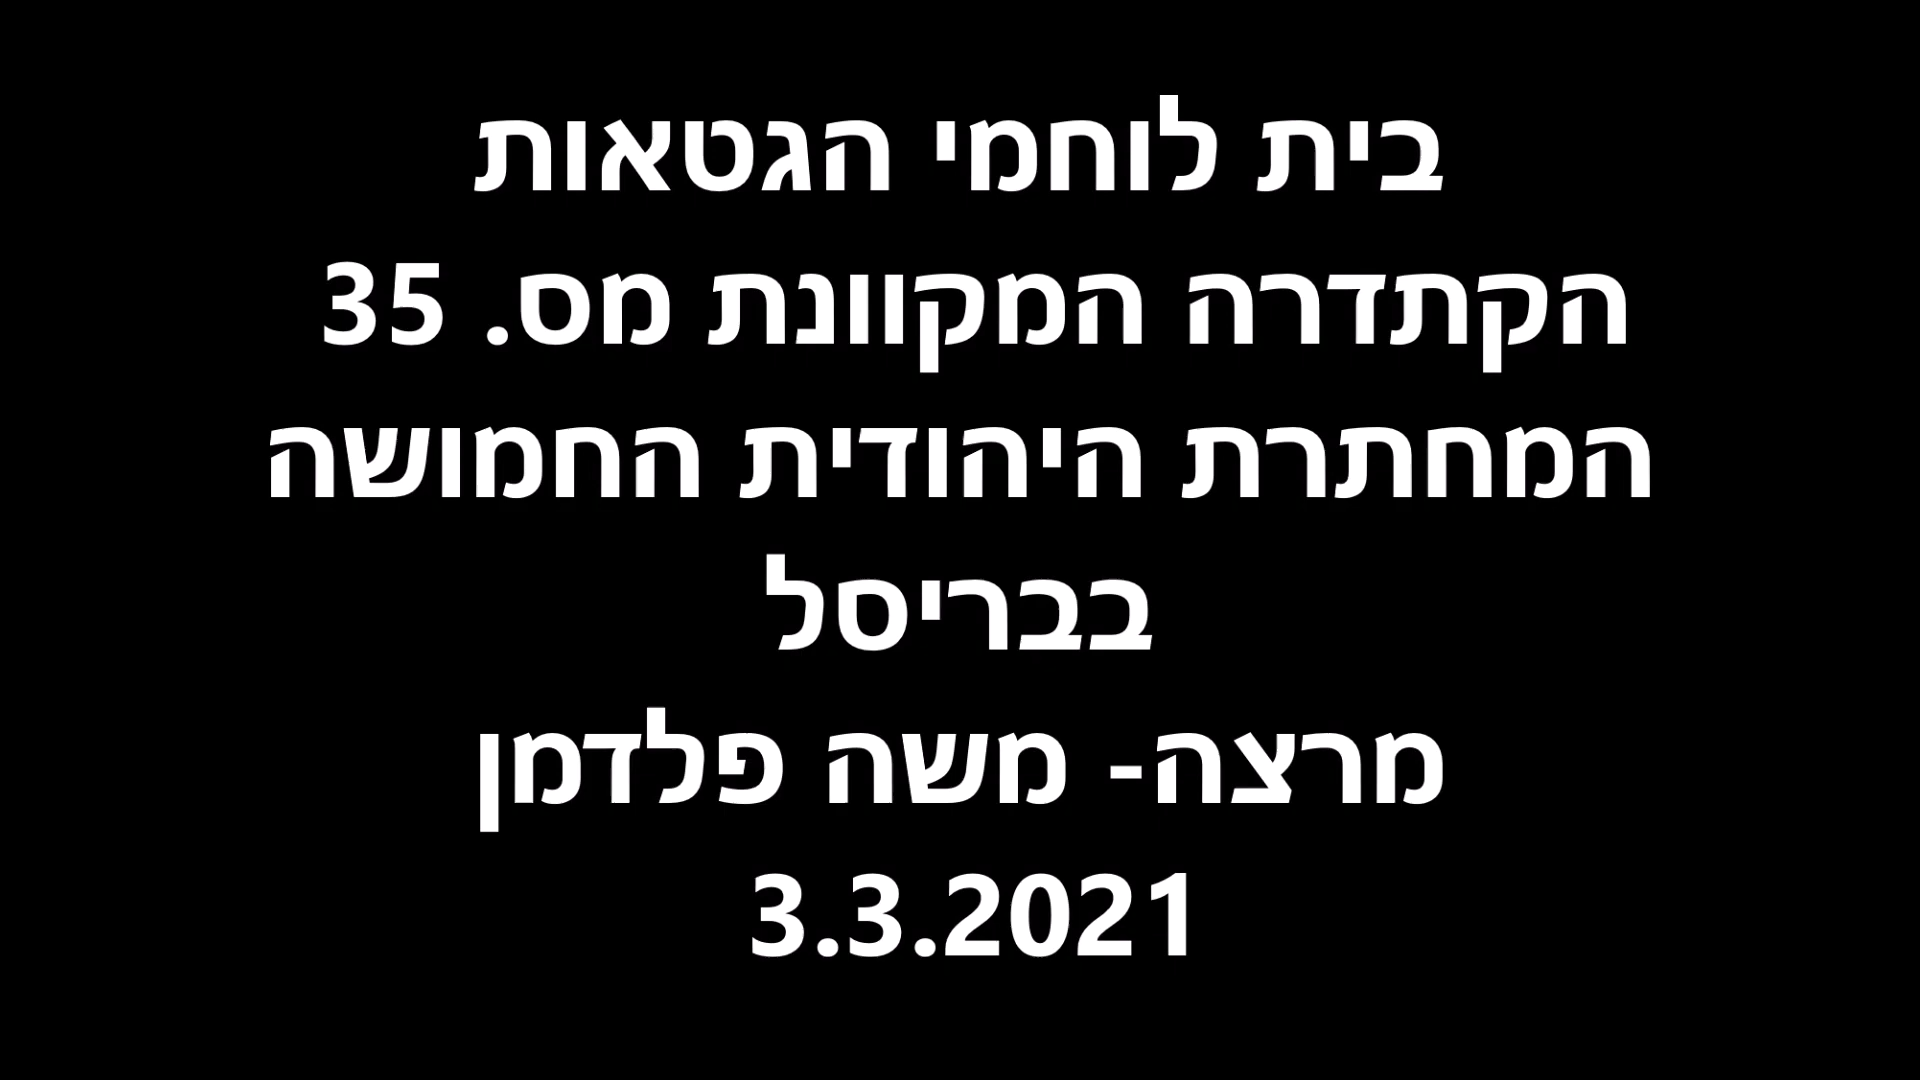 בית לוחמי הגטאות
הקתדרה המקוונת מס. 35
המחתרת היהודית החמושה
בבריסל
מרצה- משה פלדמן
3.3.2021